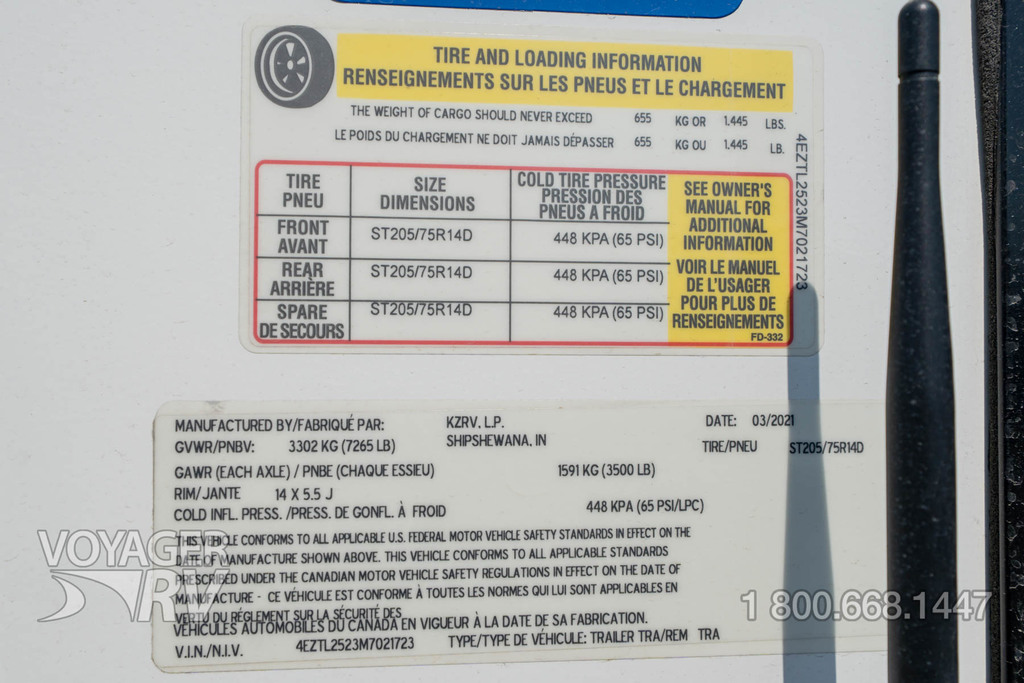 TIRE AND LOADING INFORMATION
RENSEIGNEMENTS SUR LES PNEUS ET LE CHARGEMENT
THE WEIGHT OF CARGO SHOULD NEVER EXCEED 655 KG OR 1.445 LBS.
LE POIDS DU CHARGEMENT NE DOIT JAMAIS DÉPASSER 655 KG OU 1.445 LB.
TIRE
PNEU
SIZE
DIMENSIONS
COLD TIRE PRESSURE
PRESSION DES
PNEUS A FROID
FRONT
AVANT
ST205/75R14D
448 KPA (65 PSI)
REAR
ARRIÈRE
ST205/75R14D
448 KPA (65 PSI)
SPARE
DE SECOURS
ST205/75R14D
448 KPA (65 PSI)
SEE OWNER'S
MANUAL FOR
ADDITIONAL
INFORMATION
VOIR LE MANUEL
DE L'USAGER
POUR PLUS DE
RENSEIGNEMENTS
FD-332
4EZTL2523M7021723
MANUFACTURED BY/FABRIQUÉ PAR: KZRV, L.P. DATE: 03/2021
GVWR/PNBV: 3302 KG (7265 LB) SHIPSHEWANA, IN TIRE/PNEU ST205/75R14D
GAWR (EACH AXLE) / PNBE (CHAQUE ESSIEU) 1591 KG (3500 LB)
RIM/JANTE 14 X 5.5 J
COLD INFL. PRESS. /PRESS. DE GONFL. À FROID 448 KPA (65 PSI/LPC)
THIS VEHICLE CONFORMS TO ALL APPLICABLE U.S. FEDERAL MOTOR VEHICLE SAFETY STANDARDS IN EFFECT ON THE
DATE OF MANUFACTURE SHOWN ABOVE. THIS VEHICLE CONFORMS TO ALL APPLICABLE STANDARDS
PRESCRIBED UNDER THE CANADIAN MOTOR VEHICLE SAFETY REGULATIONS IN EFFECT ON THE DATE OF
MANUFACTURE - CE VÉHICULE EST CONFORME À TOUTES LES NORMES QUI LUI SONT APPLICABLES EN
VERTU DU RÉGLEMENT SUR LA SÉCURITÉ DES
VÉHICULES AUTOMOBILES DU CANADA EN VIGUEUR À LA DATE DE SA FABRICATION.
V.I.N./N.I.V. 4EZTL2523M7021723 TYPE/TYPE DE VÉHICULE: TRAILER TRA/REM TRA
VOYAGER
RV
1 800.668.1447